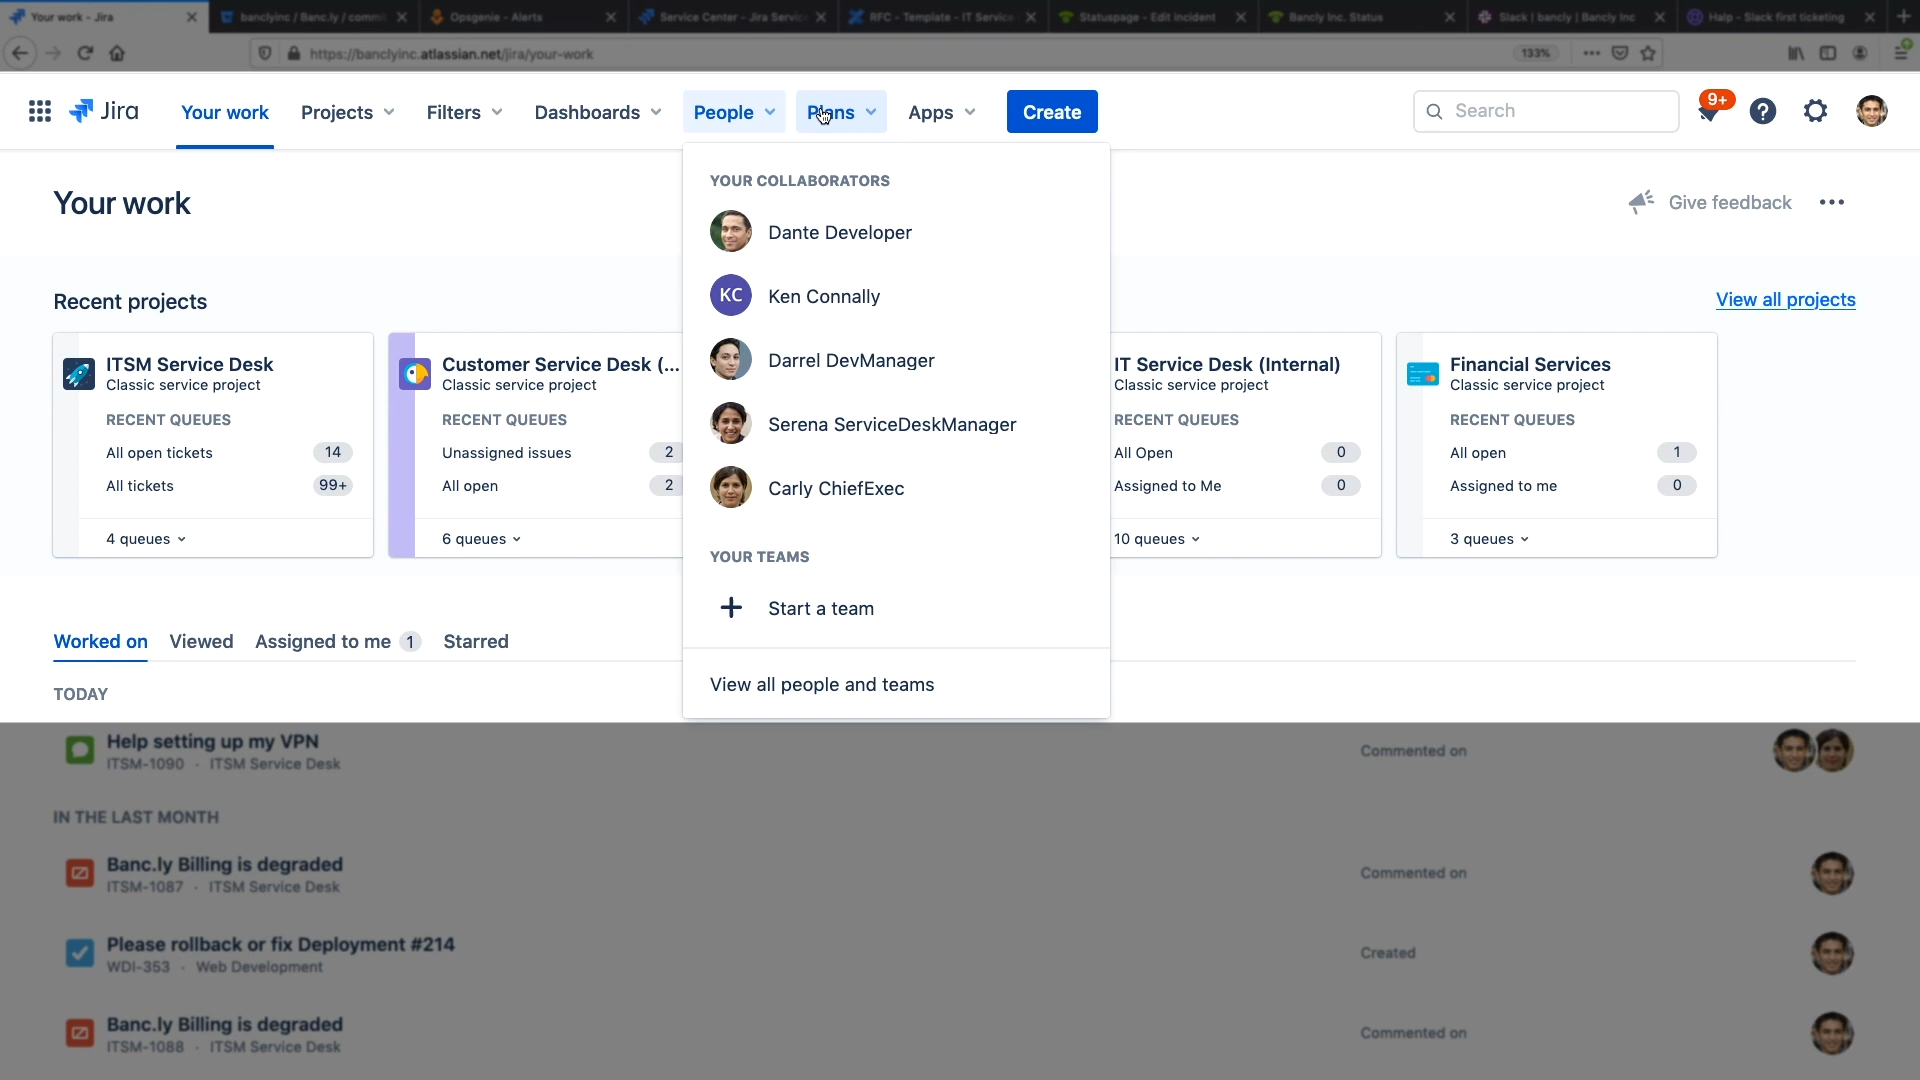 Your work - Jira
banclyinc / Banc.ly / commit
Opsgenie - Alerts
Service Center - Jira Service
RFC - Template - IT Service
Statuspage - Edit incident
Bancly Inc. Status
Slack | bancly | Bancly Inc
Halp - Slack first ticketing
https://banclyinc.atlassian.net/jira/your-work
133%
Jira
Your work
Projects
Filters
Dashboards
People
Plans
Apps
Create
Search
9+
Your work
Give feedback
Recent projects
View all projects
ITSM Service Desk
Classic service project
RECENT QUEUES
All open tickets 14
All tickets 99+
4 queues
Customer Service Desk (...
Classic service project
RECENT QUEUES
Unassigned issues 2
All open 2
6 queues
YOUR COLLABORATORS
Dante Developer
KC Ken Connally
Darrel DevManager
Serena ServiceDeskManager
Carly ChiefExec
YOUR TEAMS
Start a team
View all people and teams
IT Service Desk (Internal)
Classic service project
RECENT QUEUES
All Open 0
Assigned to Me 0
10 queues
Financial Services
Classic service project
RECENT QUEUES
All open 1
Assigned to me 0
3 queues
Worked on
Viewed
Assigned to me 1
Starred
TODAY
Help setting up my VPN
ITSM-1090 · ITSM Service Desk
Commented on
IN THE LAST MONTH
Banc.ly Billing is degraded
ITSM-1087 · ITSM Service Desk
Commented on
Please rollback or fix Deployment #214
WDI-353 · Web Development
Created
Banc.ly Billing is degraded
ITSM-1088 · ITSM Service Desk
Commented on